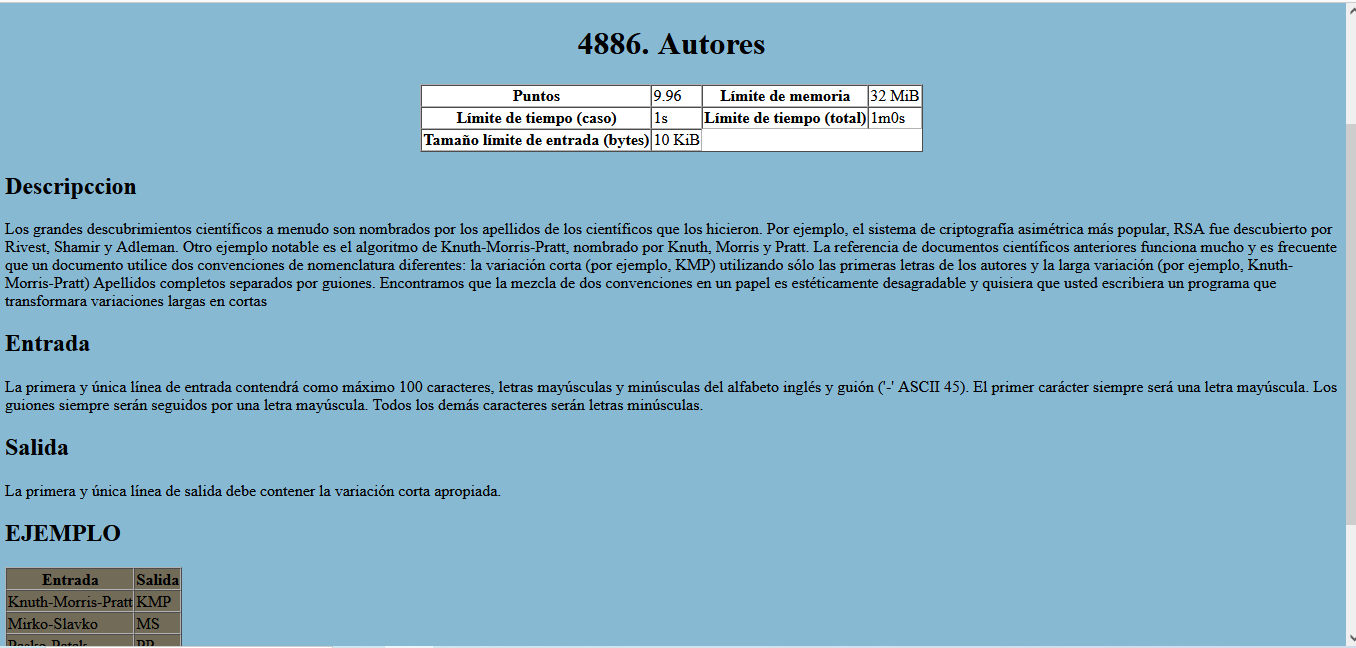 4886. Autores
Puntos 9.96 Límite de memoria 32 MiB
Límite de tiempo (caso) 1s Límite de tiempo (total) 1m0s
Tamaño límite de entrada (bytes) 10 KiB
Descripccion
Los grandes descubrimientos científicos a menudo son nombrados por los apellidos de los científicos que los hicieron. Por ejemplo, el sistema de criptografía asimétrica más popular, RSA fue descubierto por
Rivest, Shamir y Adleman. Otro ejemplo notable es el algoritmo de Knuth-Morris-Pratt, nombrado por Knuth, Morris y Pratt. La referencia de documentos científicos anteriores funciona mucho y es frecuente
que un documento utilice dos convenciones de nomenclatura diferentes: la variación corta (por ejemplo, KMP) utilizando sólo las primeras letras de los autores y la larga variación (por ejemplo, Knuth-
Morris-Pratt) Apellidos completos separados por guiones. Encontramos que la mezcla de dos convenciones en un papel es estéticamente desagradable y quisiera que usted escribiera un programa que
transformara variaciones largas en cortas
Entrada
La primera y única línea de entrada contendrá como máximo 100 caracteres, letras mayúsculas y minúsculas del alfabeto inglés y guión ('-' ASCII 45). El primer carácter siempre será una letra mayúscula. Los
guiones siempre serán seguidos por una letra mayúscula. Todos los demás caracteres serán letras minúsculas.
Salida
La primera y única línea de salida debe contener la variación corta apropiada.
EJEMPLO
Entrada Salida
Knuth-Morris-Pratt KMP
Mirko-Slavko MS